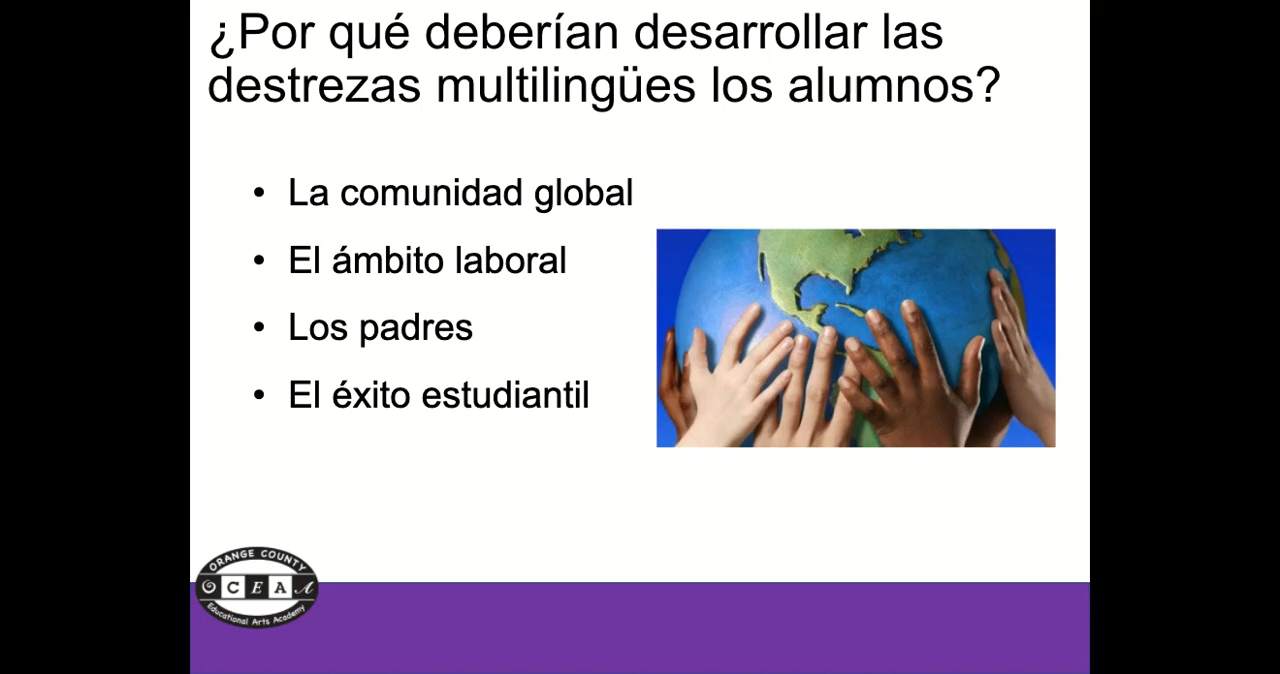 ¿Por qué deberían desarrollar las
destrezas multilingües los alumnos?
• La comunidad global
• El ámbito laboral
• Los padres
• El éxito estudiantil
ORANGE COUNTY
O C E A A
Educational Arts Academy